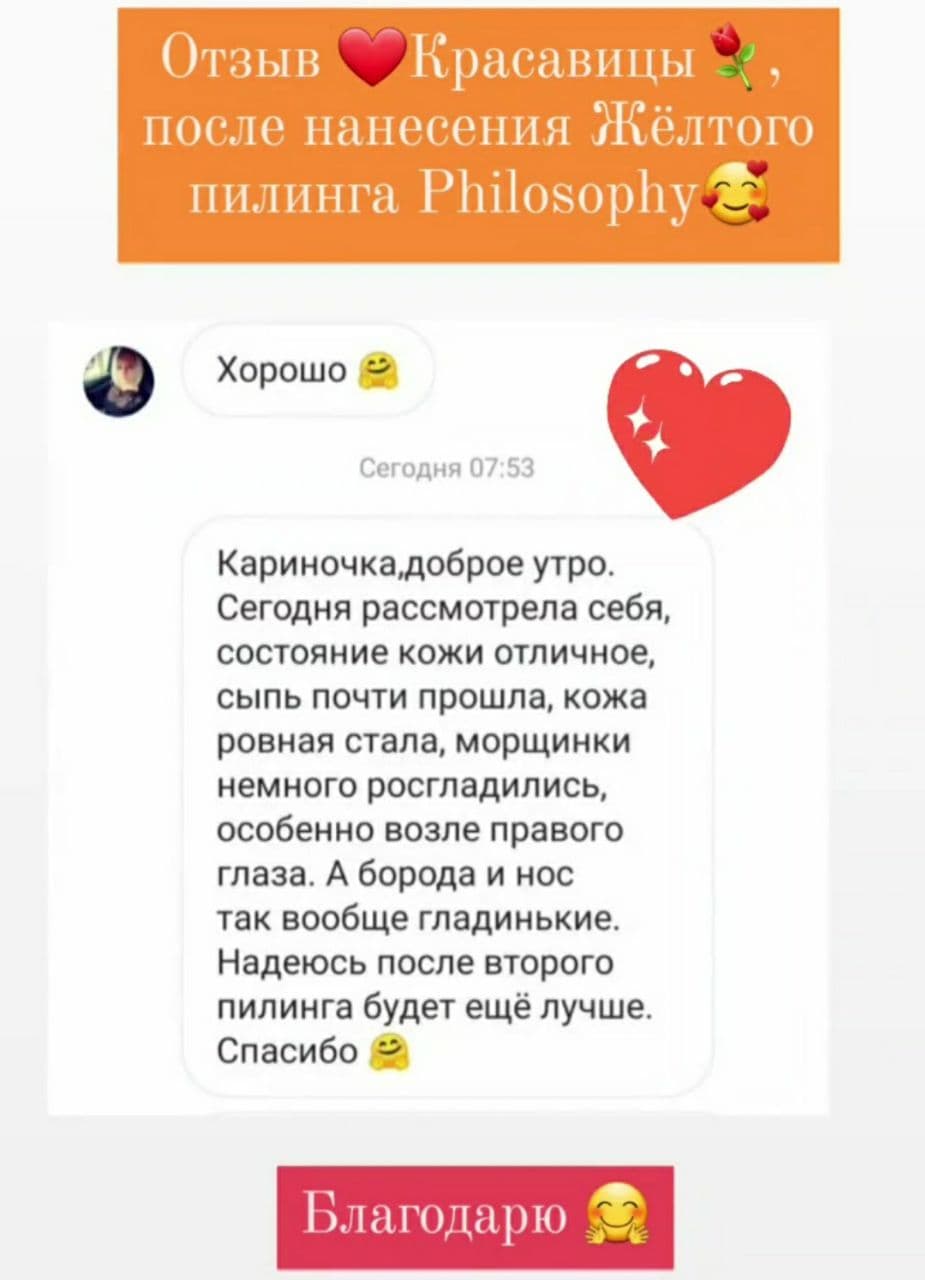 Отзыв ❤️Красавицы🌹,
после нанесения Жёлтого
пилинга Philosophy🥰
Хорошо 🤗
Сегодня 07:53
Кариночка,доброе утро.
Сегодня рассмотрела себя,
состояние кожи отличное,
сыпь почти прошла, кожа
ровная стала, морщинки
немного росгладились,
особенно возле правого
глаза. А борода и нос
так вообще гладинькие.
Надеюсь после второго
пилинга будет ещё лучше.
Спасибо 🤗
Благодарю 🤗